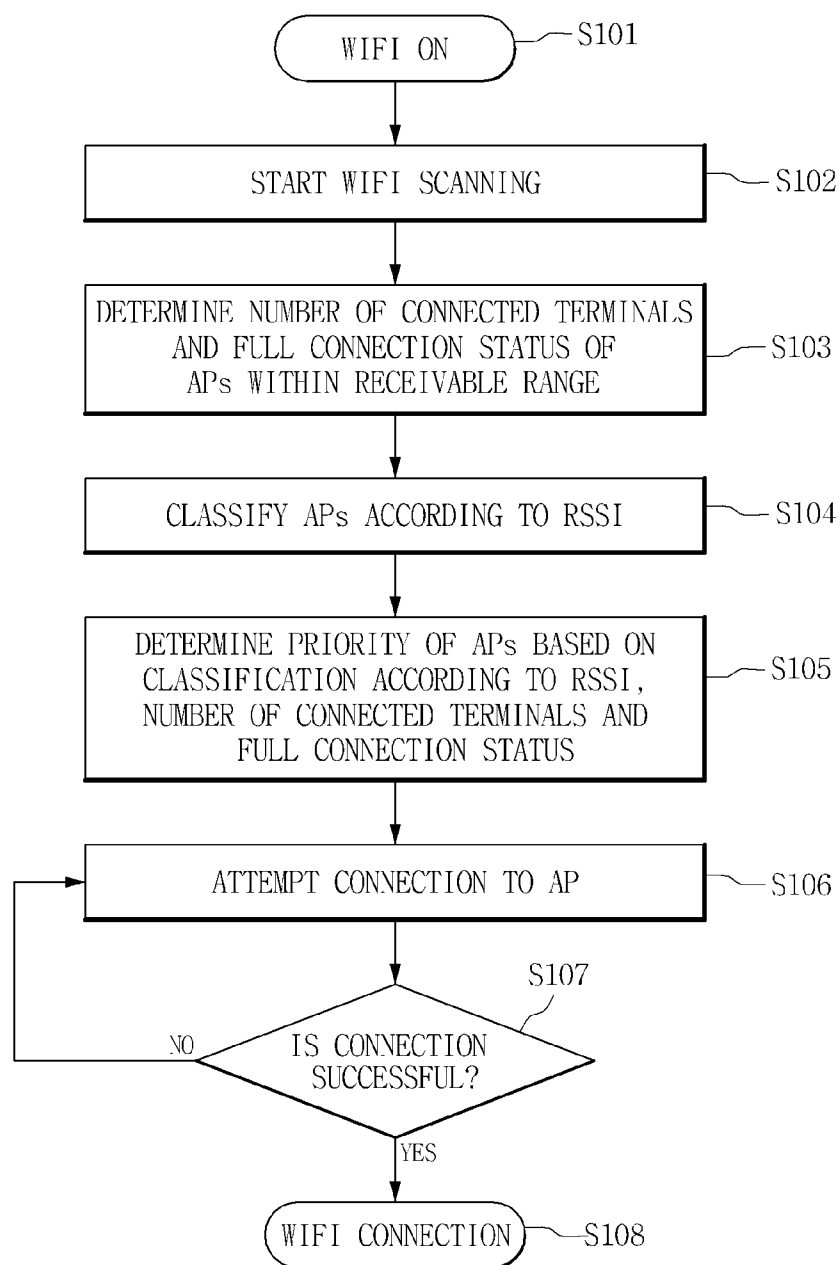 WIFI ON
S101
START WIFI SCANNING
S102
DETERMINE NUMBER OF CONNECTED TERMINALS
AND FULL CONNECTION STATUS OF
APs WITHIN RECEIVABLE RANGE
S103
CLASSIFY APs ACCORDING TO RSSI
S104
DETERMINE PRIORITY OF APs BASED ON
CLASSIFICATION ACCORDING TO RSSI,
NUMBER OF CONNECTED TERMINALS AND
FULL CONNECTION STATUS
S105
ATTEMPT CONNECTION TO AP
S106
S107
NO
IS CONNECTION
SUCCESSFUL?
YES
WIFI CONNECTION
S108